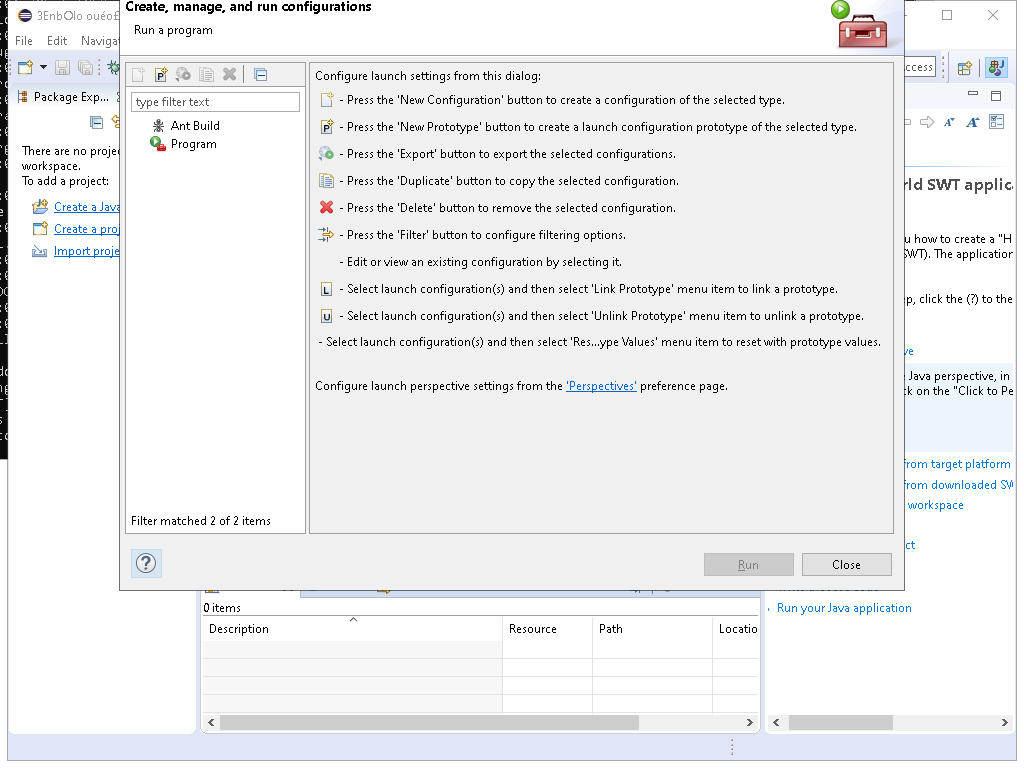 3EnbOlo
File Edit Navigat
Package Exp...
There are no proje
workspace.
To add a project:
Create a Java
Create a proj
Import proje
Create, manage, and run configurations
Run a program
type filter text
Ant Build
Program
Filter matched 2 of 2 items
Configure launch settings from this dialog:
- Press the 'New Configuration' button to create a configuration of the selected type.
P - Press the 'New Prototype' button to create a launch configuration prototype of the selected type.
- Press the 'Export' button to export the selected configurations.
- Press the 'Duplicate' button to copy the selected configuration.
- Press the 'Delete' button to remove the selected configuration.
- Press the 'Filter' button to configure filtering options.
- Edit or view an existing configuration by selecting it.
L - Select launch configuration(s) and then select 'Link Prototype' menu item to link a prototype.
U - Select launch configuration(s) and then select 'Unlink Prototype' menu item to unlink a prototype.
- Select launch configuration(s) and then select 'Res...ype Values' menu item to reset with prototype values.
Configure launch perspective settings from the 'Perspectives' preference page.
?
Run
Close
ccess
rld SWT applica
u how to create a "H
SWT). The application
p, click the (?) to the
ve
Java perspective, in
ck on the "Click to Pe
from target platform
from downloaded SW
workspace
ct
Run your Java application
0 items
Description Resource Path Locatio